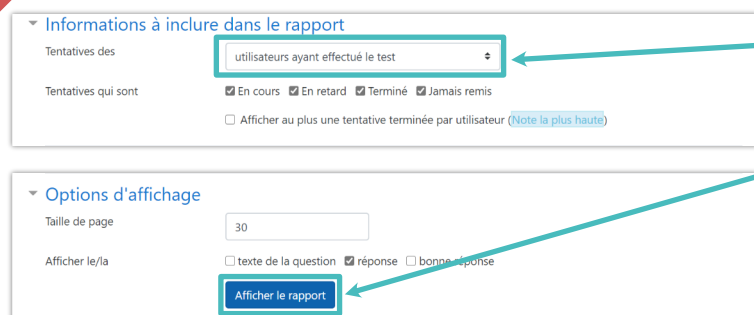 Informations à inclure dans le rapport
Tentatives des
utilisateurs ayant effectué le test
Tentatives qui sont
En cours En retard Terminé Jamais remis
Afficher au plus une tentative terminée par utilisateur (Note la plus haute)
Options d'affichage
Taille de page
30
Afficher le/la
texte de la question réponse bonne réponse
Afficher le rapport